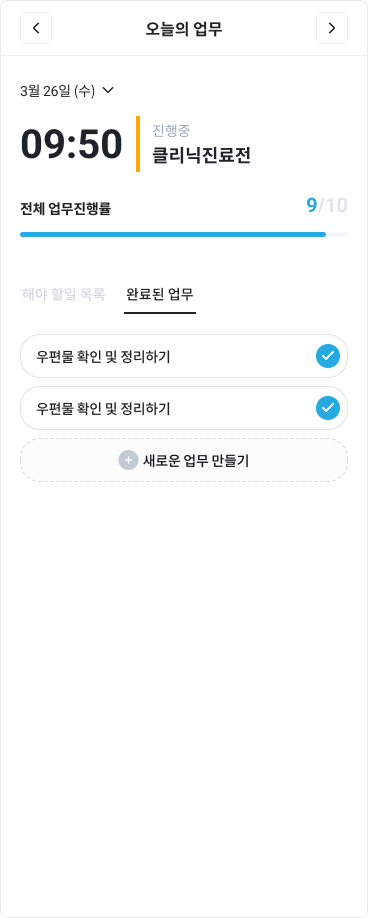 오늘의 업무
3월 26일 (수)
09:50
진행중
클리닉진료전
전체 업무진행률
9/10
해야 할일 목록 완료된 업무
우편물 확인 및 정리하기
우편물 확인 및 정리하기
새로운 업무 만들기